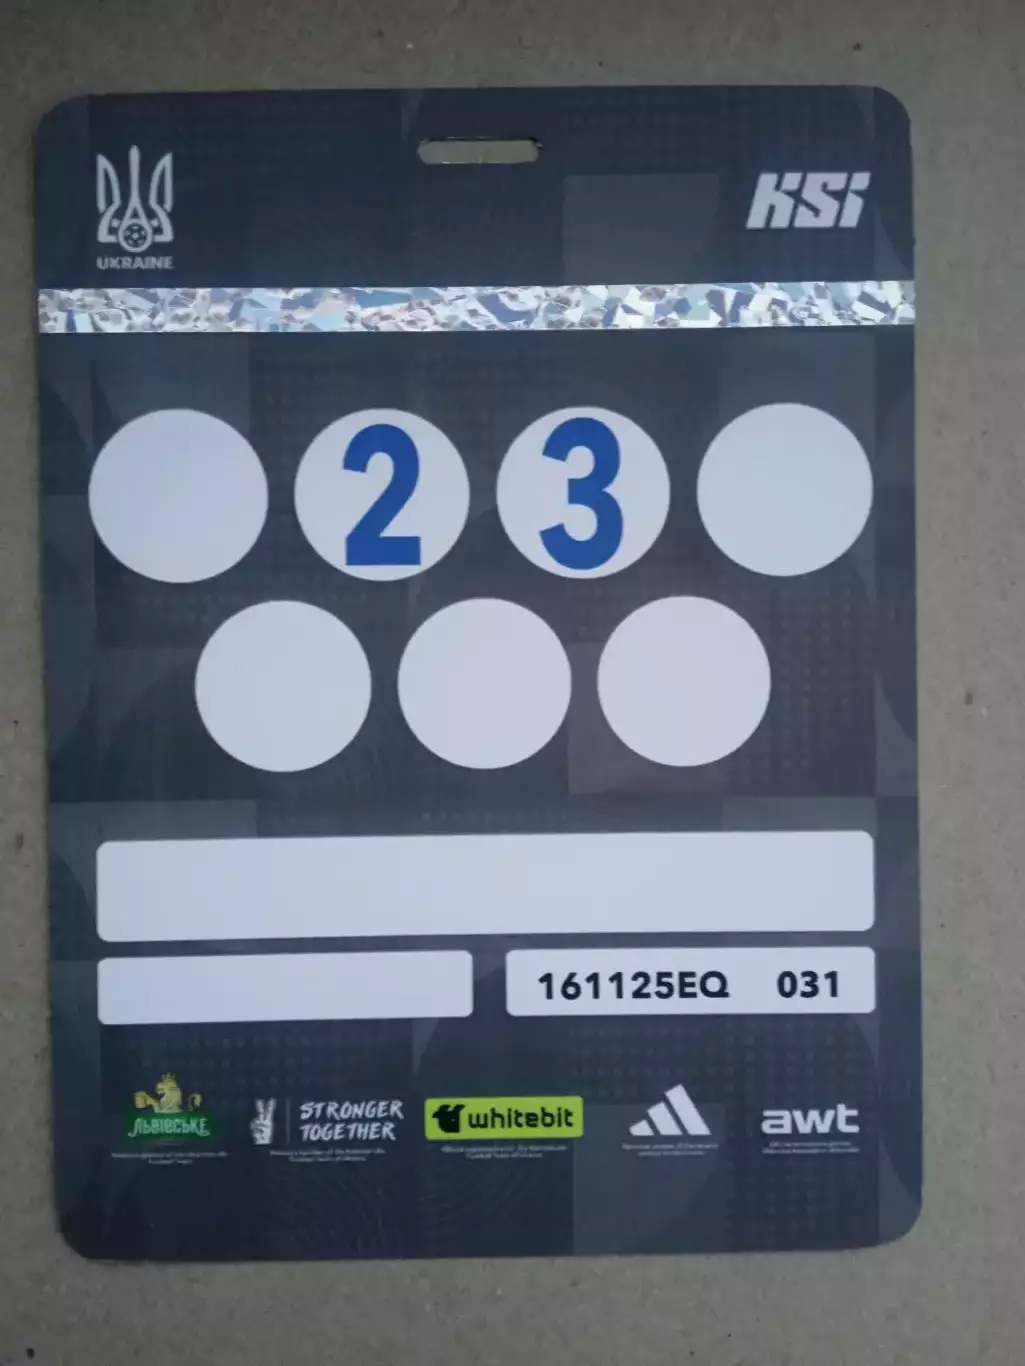 UKRAINE
KSI
2 3
161125EQ 031
ЛЬВІВСЬКЕ
STRONGER
TOGETHER
whitebit
awt